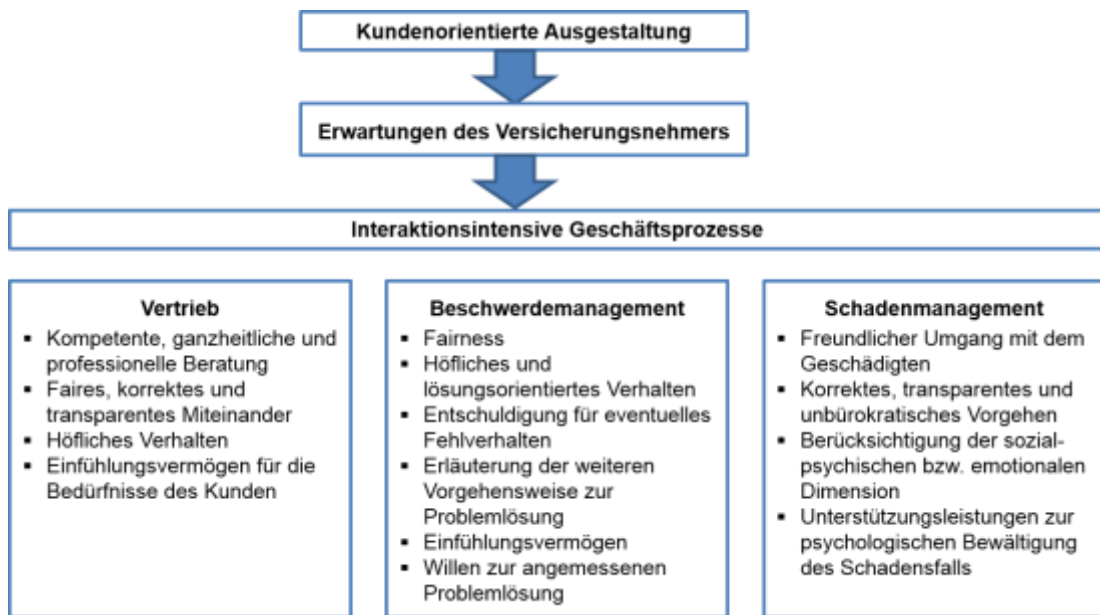 Kundenorientierte Ausgestaltung
Erwartungen des Versicherungsnehmers
Interaktionsintensive Geschäftsprozesse
Vertrieb
▪ Kompetente, ganzheitliche und
professionelle Beratung
▪ Faires, korrektes und
transparentes Miteinander
▪ Höfliches Verhalten
▪ Einfühlungsvermögen für die
Bedürfnisse des Kunden
Beschwerdemanagement
▪ Fairness
▪ Höfliches und
lösungsorientiertes Verhalten
▪ Entschuldigung für eventuelles
Fehlverhalten
▪ Erläuterung der weiteren
Vorgehensweise zur
Problemlösung
▪ Einfühlungsvermögen
▪ Willen zur angemessenen
Problemlösung
Schadenmanagement
▪ Freundlicher Umgang mit dem
Geschädigten
▪ Korrektes, transparentes und
unbürokratisches Vorgehen
▪ Berücksichtigung der sozial-
psychischen bzw. emotionalen
Dimension
▪ Unterstützungsleistungen zur
psychologischen Bewältigung
des Schadensfalls